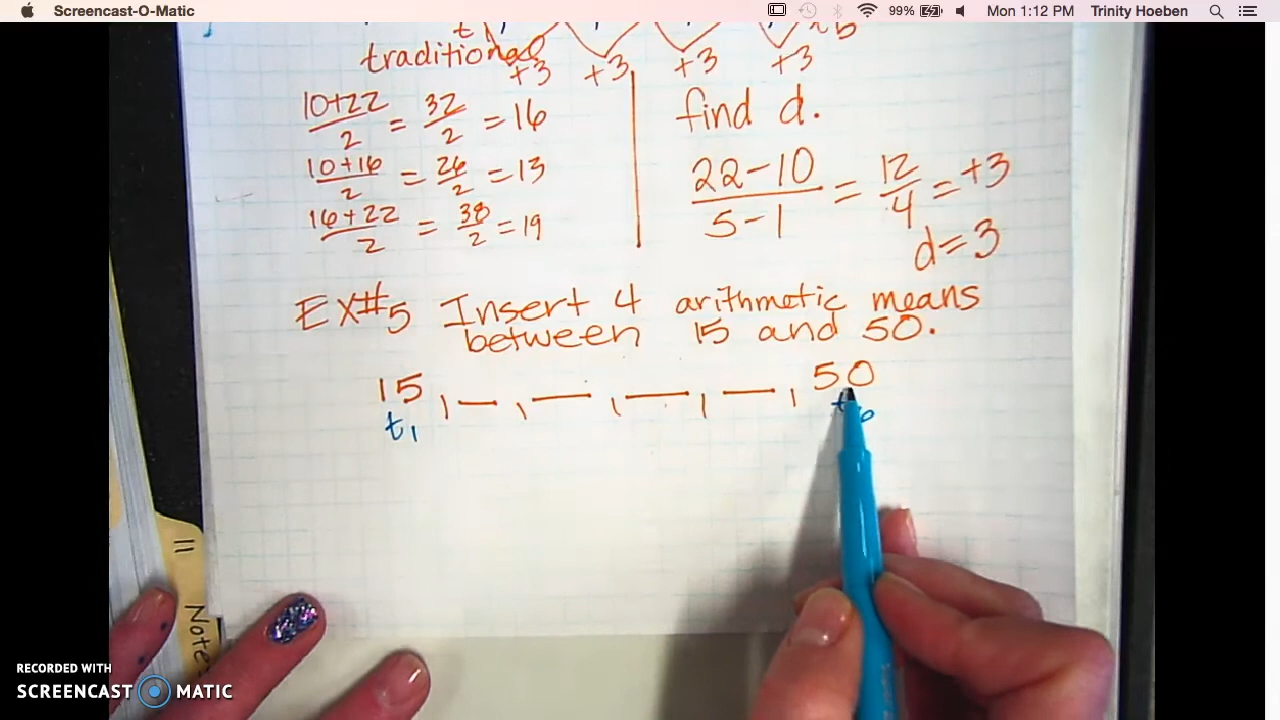 Screencast-O-Matic 99% Mon 1:12 PM Trinity Hoeben
traditional
+3 +3 +3 +3
10+22/2 = 32/2 = 16
10+16/2 = 26/2 = 13
16+22/2 = 38/2 = 19
find d.
22-10/5-1 = 12/4 = +3
d=3
EX#5 Insert 4 arithmetic means
between 15 and 50.
15, __, __, __, __, 50
t1
11
Notes
RECORDED WITH
SCREENCAST-O-MATIC